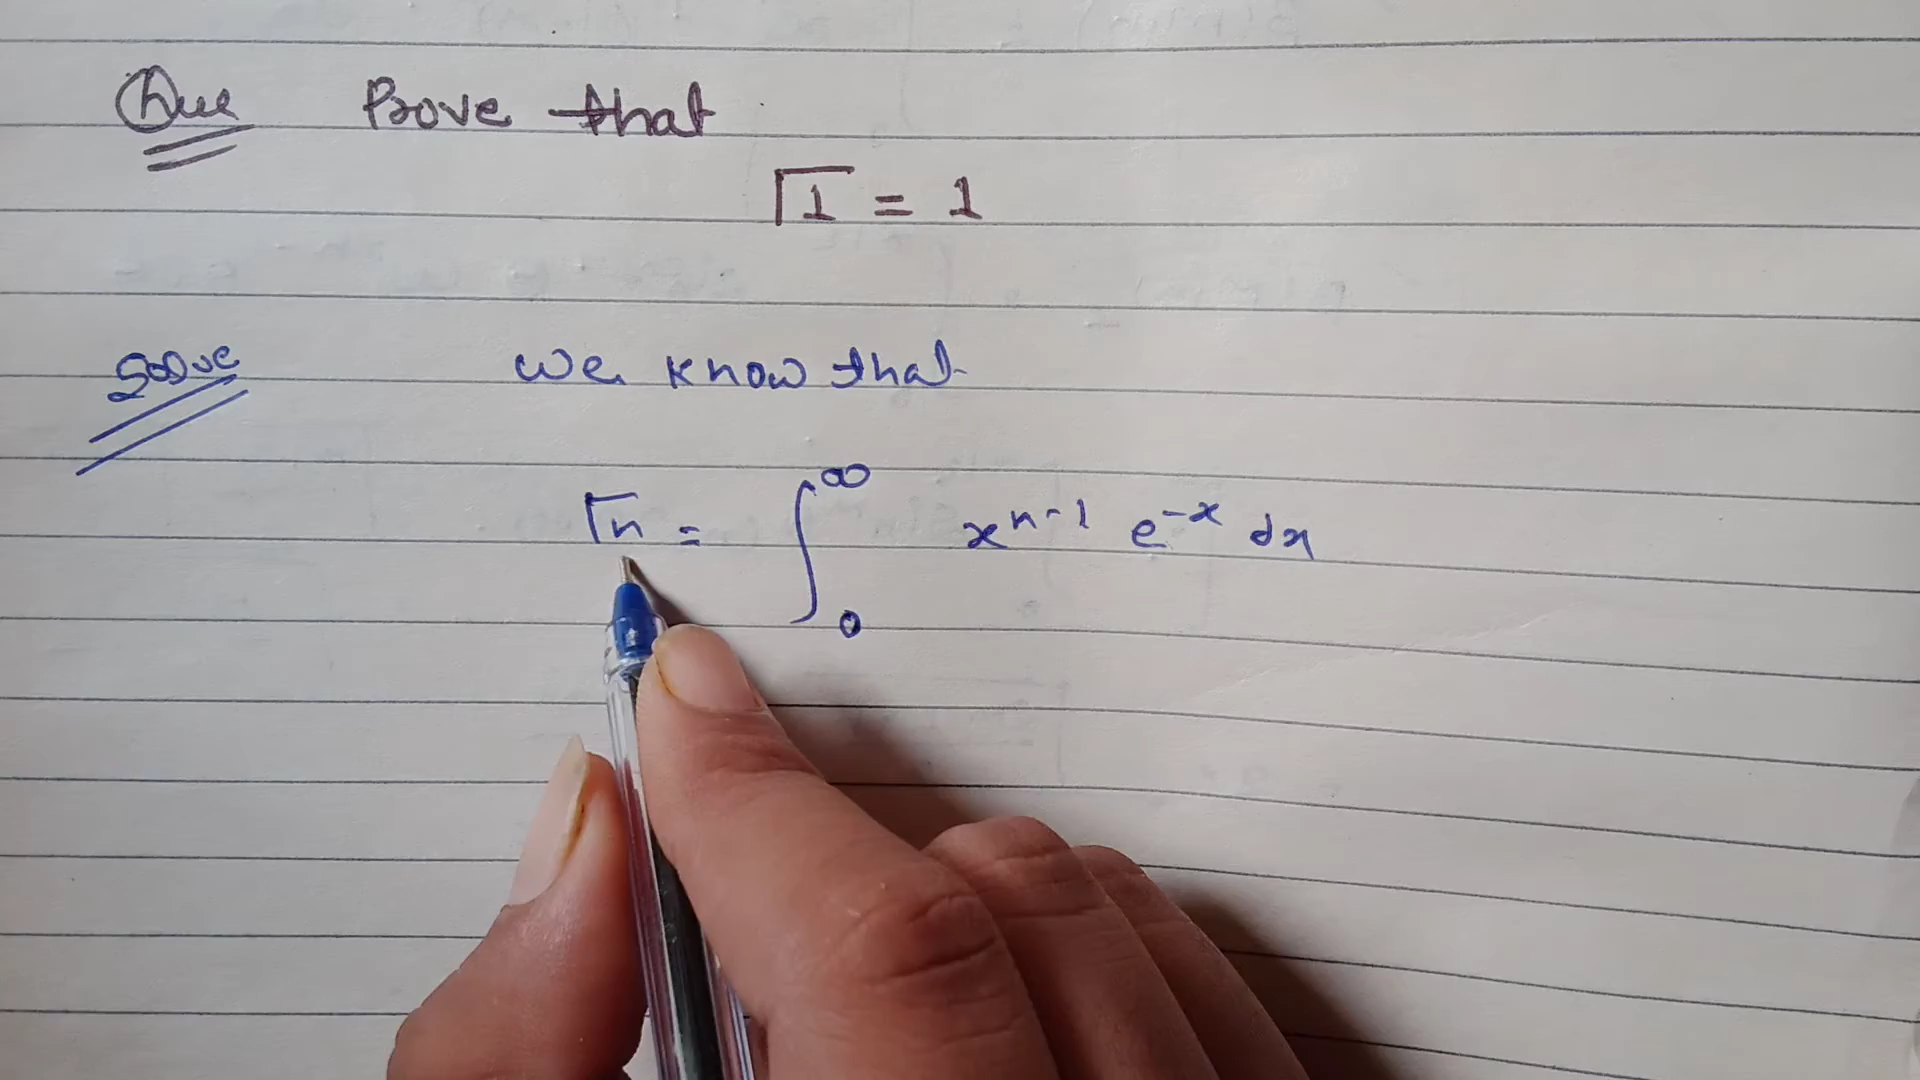 Que Prove that
Γ1 = 1
Solve We know that
Γn = ∫₀^∞ x^n-1 e^-x dx